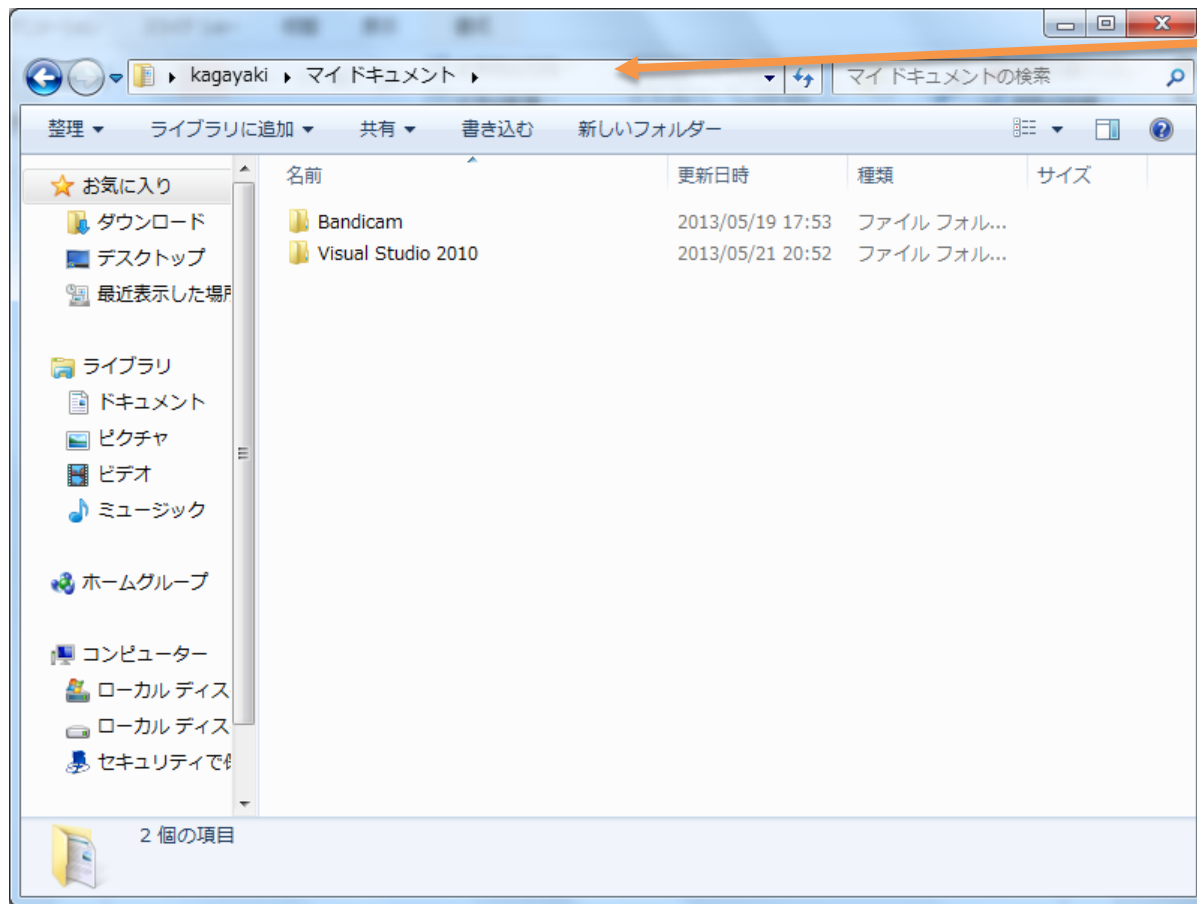 kagayaki ▸ マイ ドキュメント ▸
マイ ドキュメントの検索
整理 ライブラリに追加 共有 書き込む 新しいフォルダー
名前 更新日時 種類 サイズ
Bandicam 2013/05/19 17:53 ファイル フォル...
Visual Studio 2010 2013/05/21 20:52 ファイル フォル...
お気に入り
ダウンロード
デスクトップ
最近表示した場
ライブラリ
ドキュメント
ピクチャ
ビデオ
ミュージック
ホームグループ
コンピューター
ローカル ディス
ローカル ディス
セキュリティで
2 個の項目